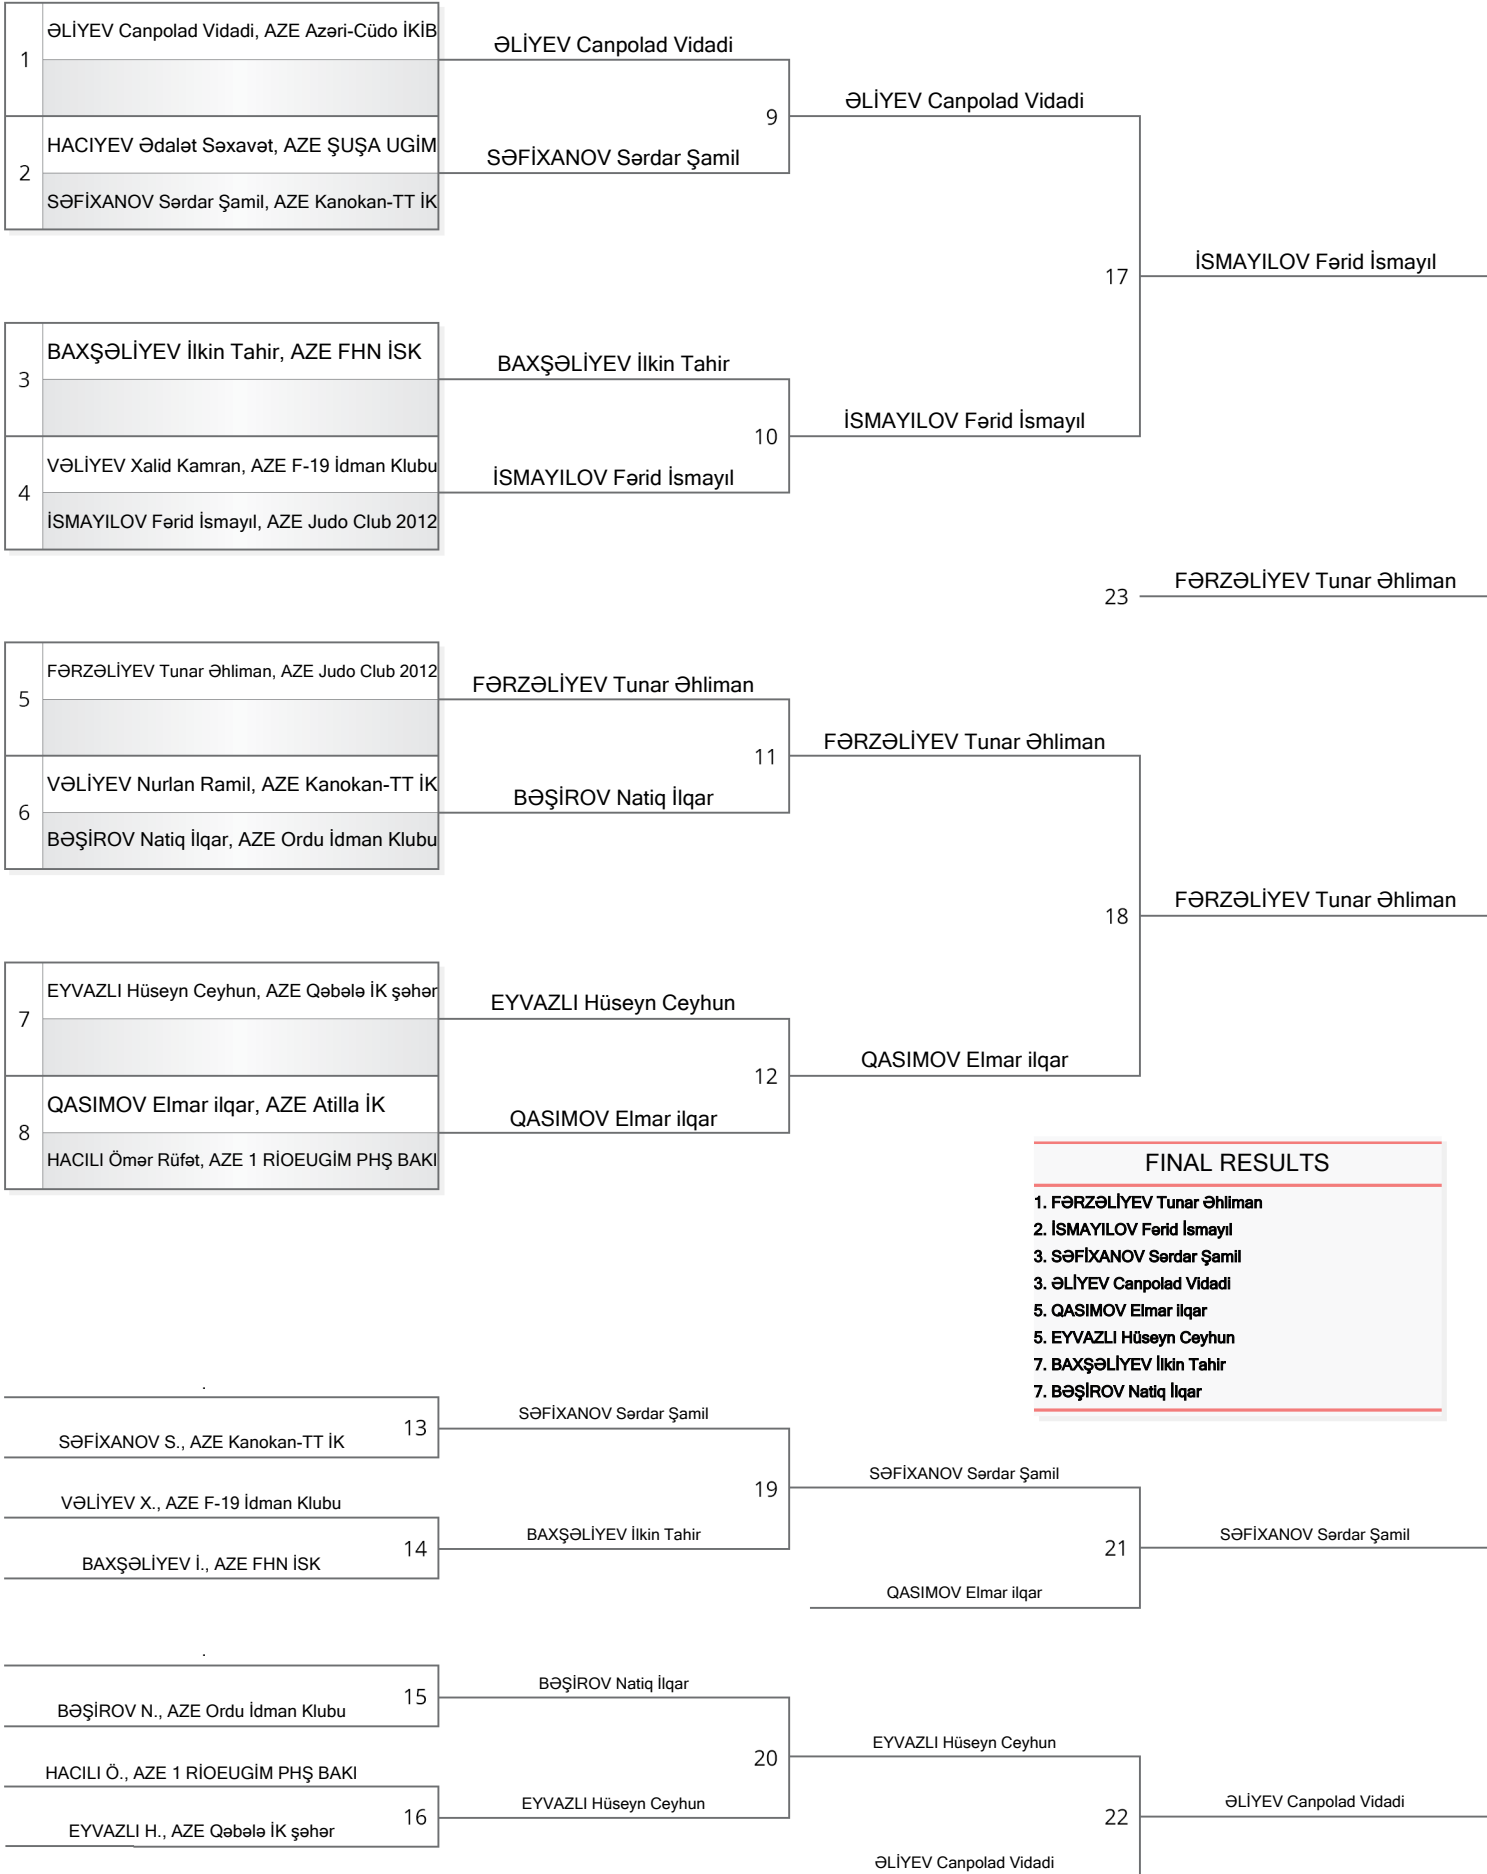 ƏLİYEV Canpolad Vidadi, AZE Azəri-Cüdo İKİB
1
HACIYEV Ədalət Səxavət, AZE ŞUŞA UGİM
2
SƏFİXANOV Sərdar Şamil, AZE Kanokan-TT İK
BAXŞƏLİYEV İlkin Tahir, AZE FHN İSK
3
VƏLİYEV Xalid Kamran, AZE F-19 İdman Klubu
4
İSMAYILOV Fərid İsmayıl, AZE Judo Club 2012
FƏRZƏLİYEV Tunar Əhliman, AZE Judo Club 2012
5
VƏLİYEV Nurlan Ramil, AZE Kanokan-TT İK
6
BƏŞİROV Natiq İlqar, AZE Ordu İdman Klubu
EYVAZLI Hüseyn Ceyhun, AZE Qəbələ İK şəhər
7
QASIMOV Elmar ilqar, AZE Atilla İK
8
HACILI Ömər Rüfət, AZE 1 RİOEUGİM PHŞ BAKI
ƏLİYEV Canpolad Vidadi
9
SƏFİXANOV Sərdar Şamil
BAXŞƏLİYEV İlkin Tahir
10
İSMAYILOV Fərid İsmayıl
FƏRZƏLİYEV Tunar Əhliman
11
BƏŞİROV Natiq İlqar
EYVAZLI Hüseyn Ceyhun
12
QASIMOV Elmar ilqar
ƏLİYEV Canpolad Vidadi
17
İSMAYILOV Fərid İsmayıl
FƏRZƏLİYEV Tunar Əhliman
18
QASIMOV Elmar ilqar
İSMAYILOV Fərid İsmayıl
23
FƏRZƏLİYEV Tunar Əhliman
FƏRZƏLİYEV Tunar Əhliman
FINAL RESULTS
1. FƏRZƏLİYEV Tunar Əhliman
2. İSMAYILOV Fərid İsmayıl
3. SƏFİXANOV Sərdar Şamil
3. ƏLİYEV Canpolad Vidadi
5. QASIMOV Elmar ilqar
5. EYVAZLI Hüseyn Ceyhun
7. BAXŞƏLİYEV İlkin Tahir
7. BƏŞİROV Natiq İlqar
.
13
SƏFİXANOV S., AZE Kanokan-TT İK
VƏLİYEV X., AZE F-19 İdman Klubu
14
BAXŞƏLİYEV İ., AZE FHN İSK
SƏFİXANOV Sərdar Şamil
19
BAXŞƏLİYEV İlkin Tahir
SƏFİXANOV Sərdar Şamil
21
QASIMOV Elmar ilqar
SƏFİXANOV Sərdar Şamil
.
15
BƏŞİROV N., AZE Ordu İdman Klubu
HACILI Ö., AZE 1 RİOEUGİM PHŞ BAKI
16
EYVAZLI H., AZE Qəbələ İK şəhər
BƏŞİROV Natiq İlqar
20
EYVAZLI Hüseyn Ceyhun
EYVAZLI Hüseyn Ceyhun
22
ƏLİYEV Canpolad Vidadi
ƏLİYEV Canpolad Vidadi